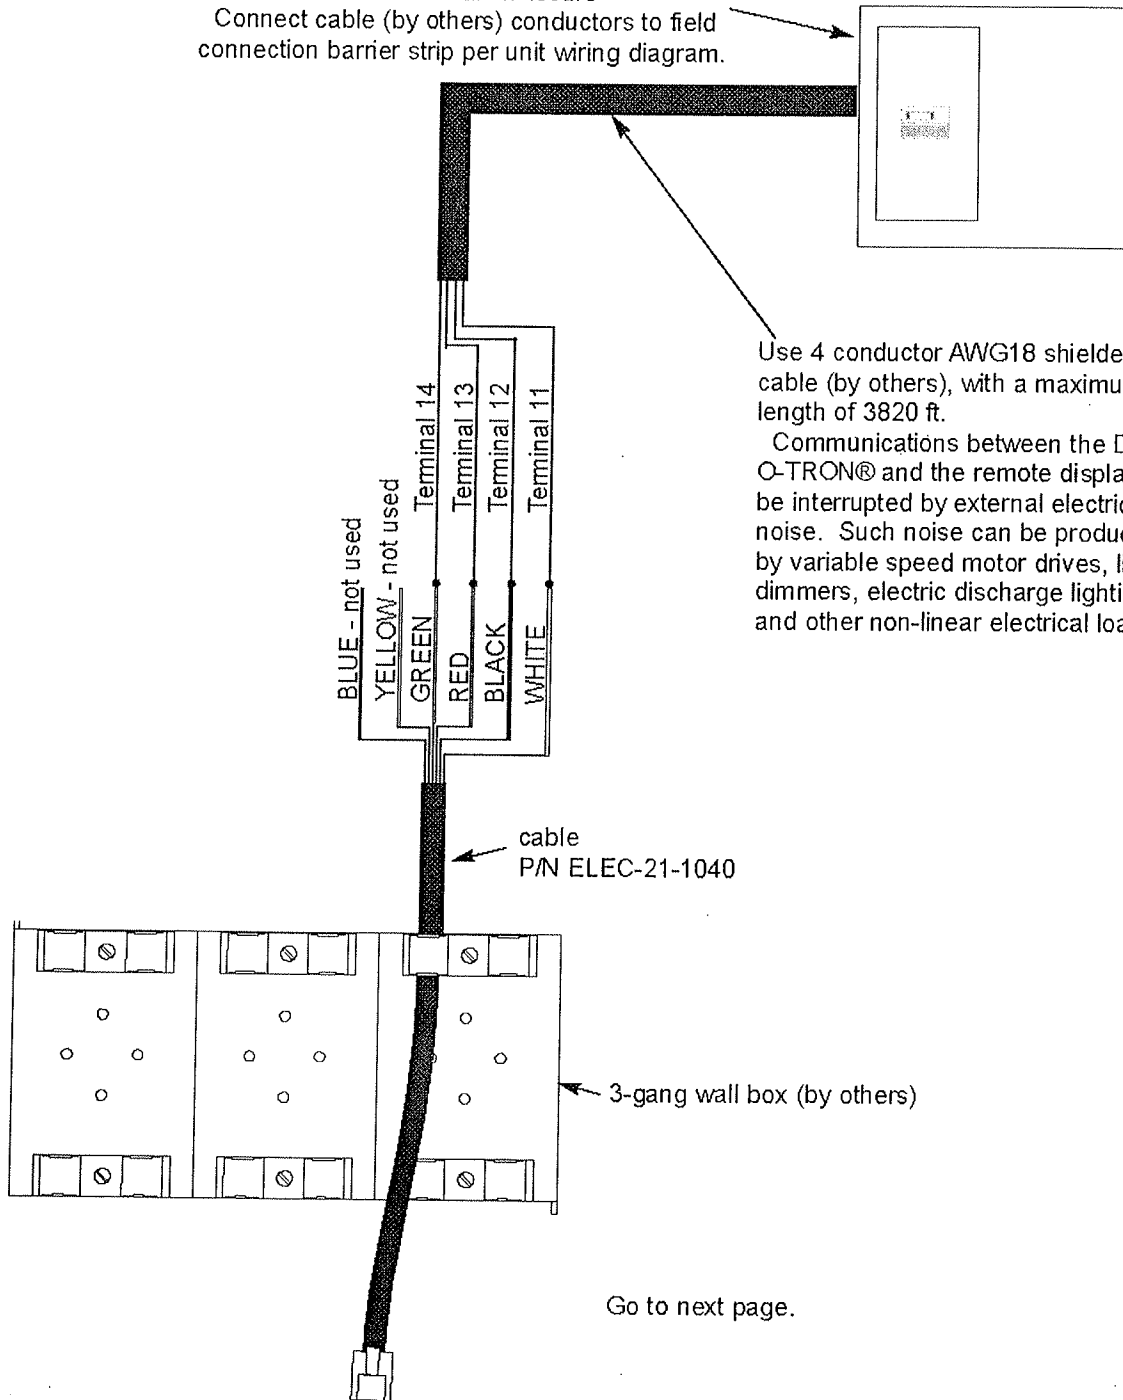 Connect cable (by others) conductors to field
connection barrier strip per unit wiring diagram.
Use 4 conductor AWG18 shielde
cable (by others), with a maximu
length of 3820 ft.
Communications between the D
O-TRON® and the remote displa
be interrupted by external electric
noise. Such noise can be produc
by variable speed motor drives, l
dimmers, electric discharge lighti
and other non-linear electrical loa
Terminal 14
Terminal 13
Terminal 12
Terminal 11
BLUE - not used
YELLOW - not used
GREEN
RED
BLACK
WHITE
cable
P/N ELEC-21-1040
3-gang wall box (by others)
Go to next page.